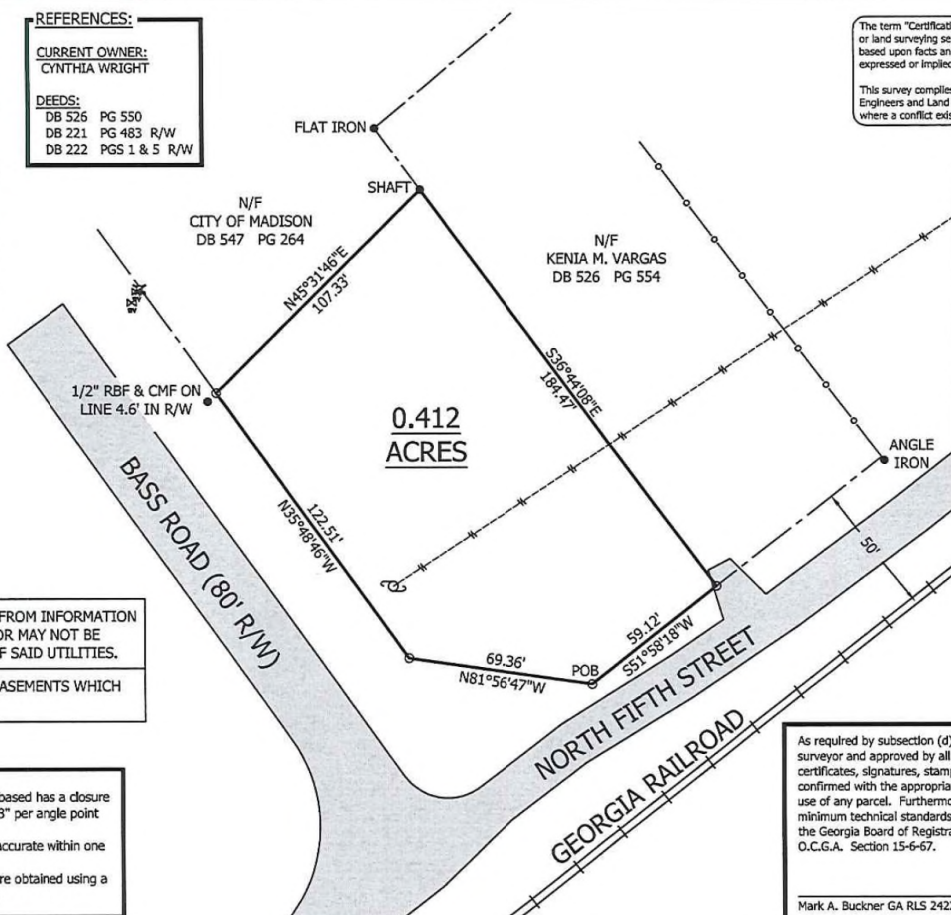 REFERENCES:
CURRENT OWNER:
CYNTHIA WRIGHT
DEEDS:
DB 526 PG 550
DB 221 PG 483 R/W
DB 222 PGS 1 & 5 R/W
The term "Certificati
or land surveying se
based upon facts an
expressed or implied
This survey complies
Engineers and Land
where a conflict exis
FLAT IRON
SHAFT
N/F
CITY OF MADISON
DB 547 PG 264
N/F
KENIA M. VARGAS
DB 526 PG 554
N45°31'46"E
107.33'
S36°44'08"E
184.47'
1/2" RBF & CMF ON
LINE 4.6' IN R/W
0.412
ACRES
ANGLE
IRON
BASS ROAD (80' R/W)
122.51'
N35°48'46"W
50'
FROM INFORMATION
OR MAY NOT BE
F SAID UTILITIES.
ASEMENTS WHICH
69.36'
N81°56'47"W
POB
59.12'
S51°58'18"W
NORTH FIFTH STREET
GEORGIA RAILROAD
based has a closure
3" per angle point
accurate within one
re obtained using a
As required by subsection (d)
surveyor and approved by all
certificates, signatures, stamp
confirmed with the appropria
use of any parcel. Furthermo
minimum technical standards
the Georgia Board of Registra
O.C.G.A. Section 15-6-67.
Mark A. Buckner GA RLS 242